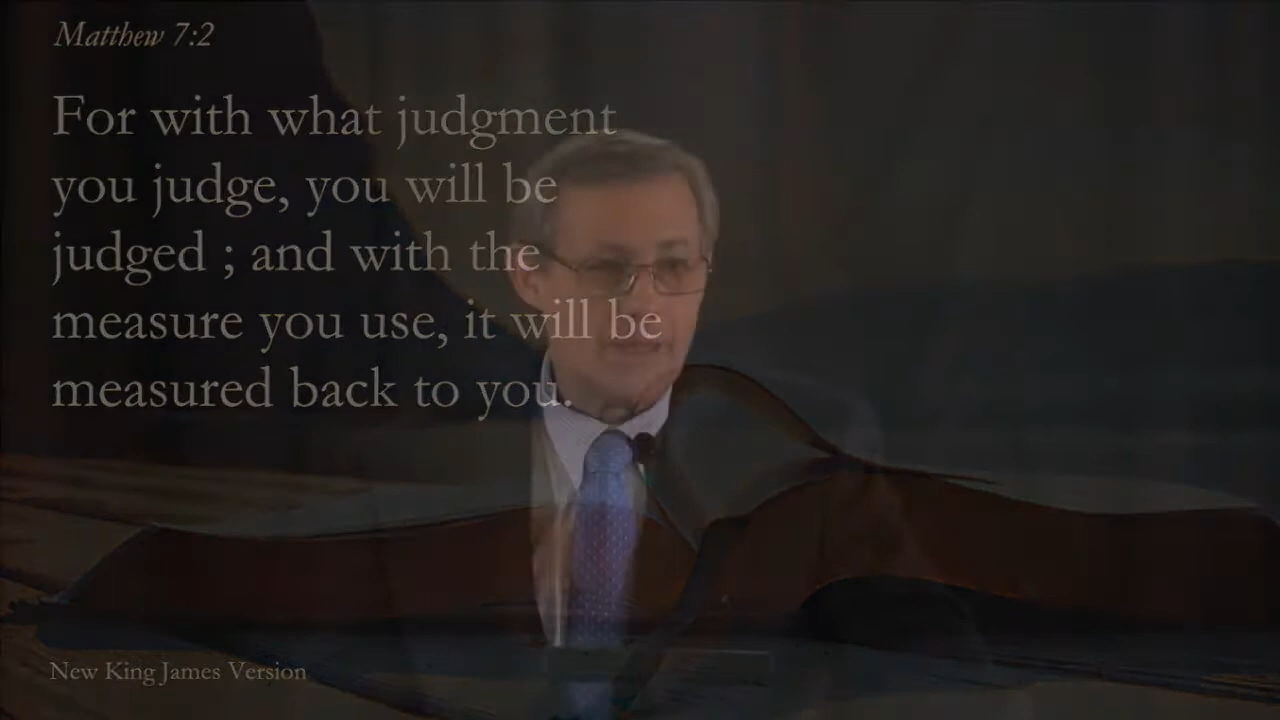 Matthew 7:2
For with what judgment
you judge, you will be
judged ; and with the
measure you use, it will be
measured back to you.
New King James Version